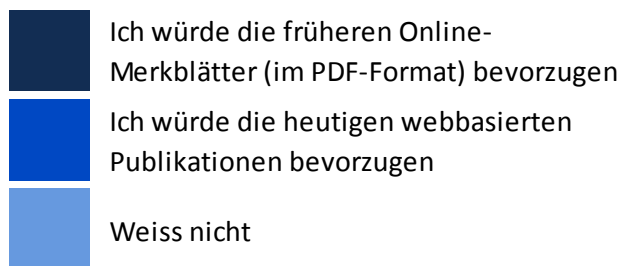 Ich würde die früheren Online-
Merkblätter (im PDF-Format) bevorzugen
Ich würde die heutigen webbasierten
Publikationen bevorzugen
Weiss nicht